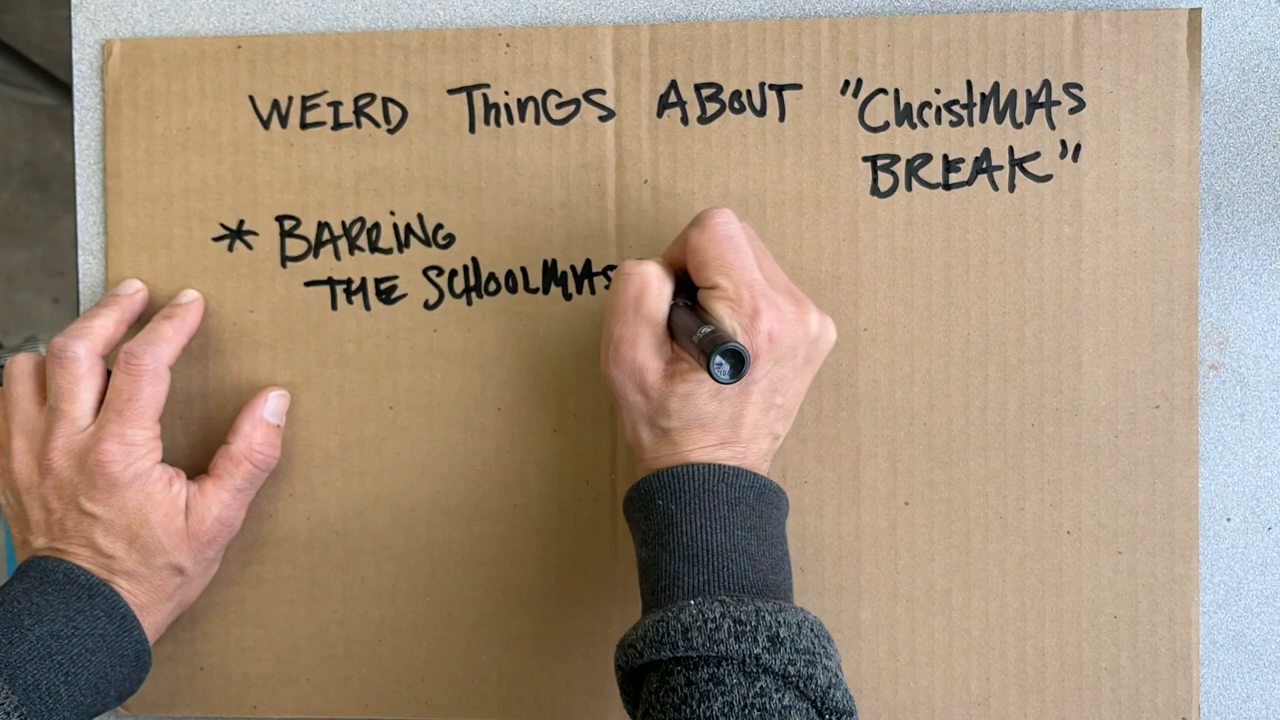 WEIRD ThinGS ABOUT "ChristMAS
BREAK"
* BARRiNG
THE SCHOOLMAS